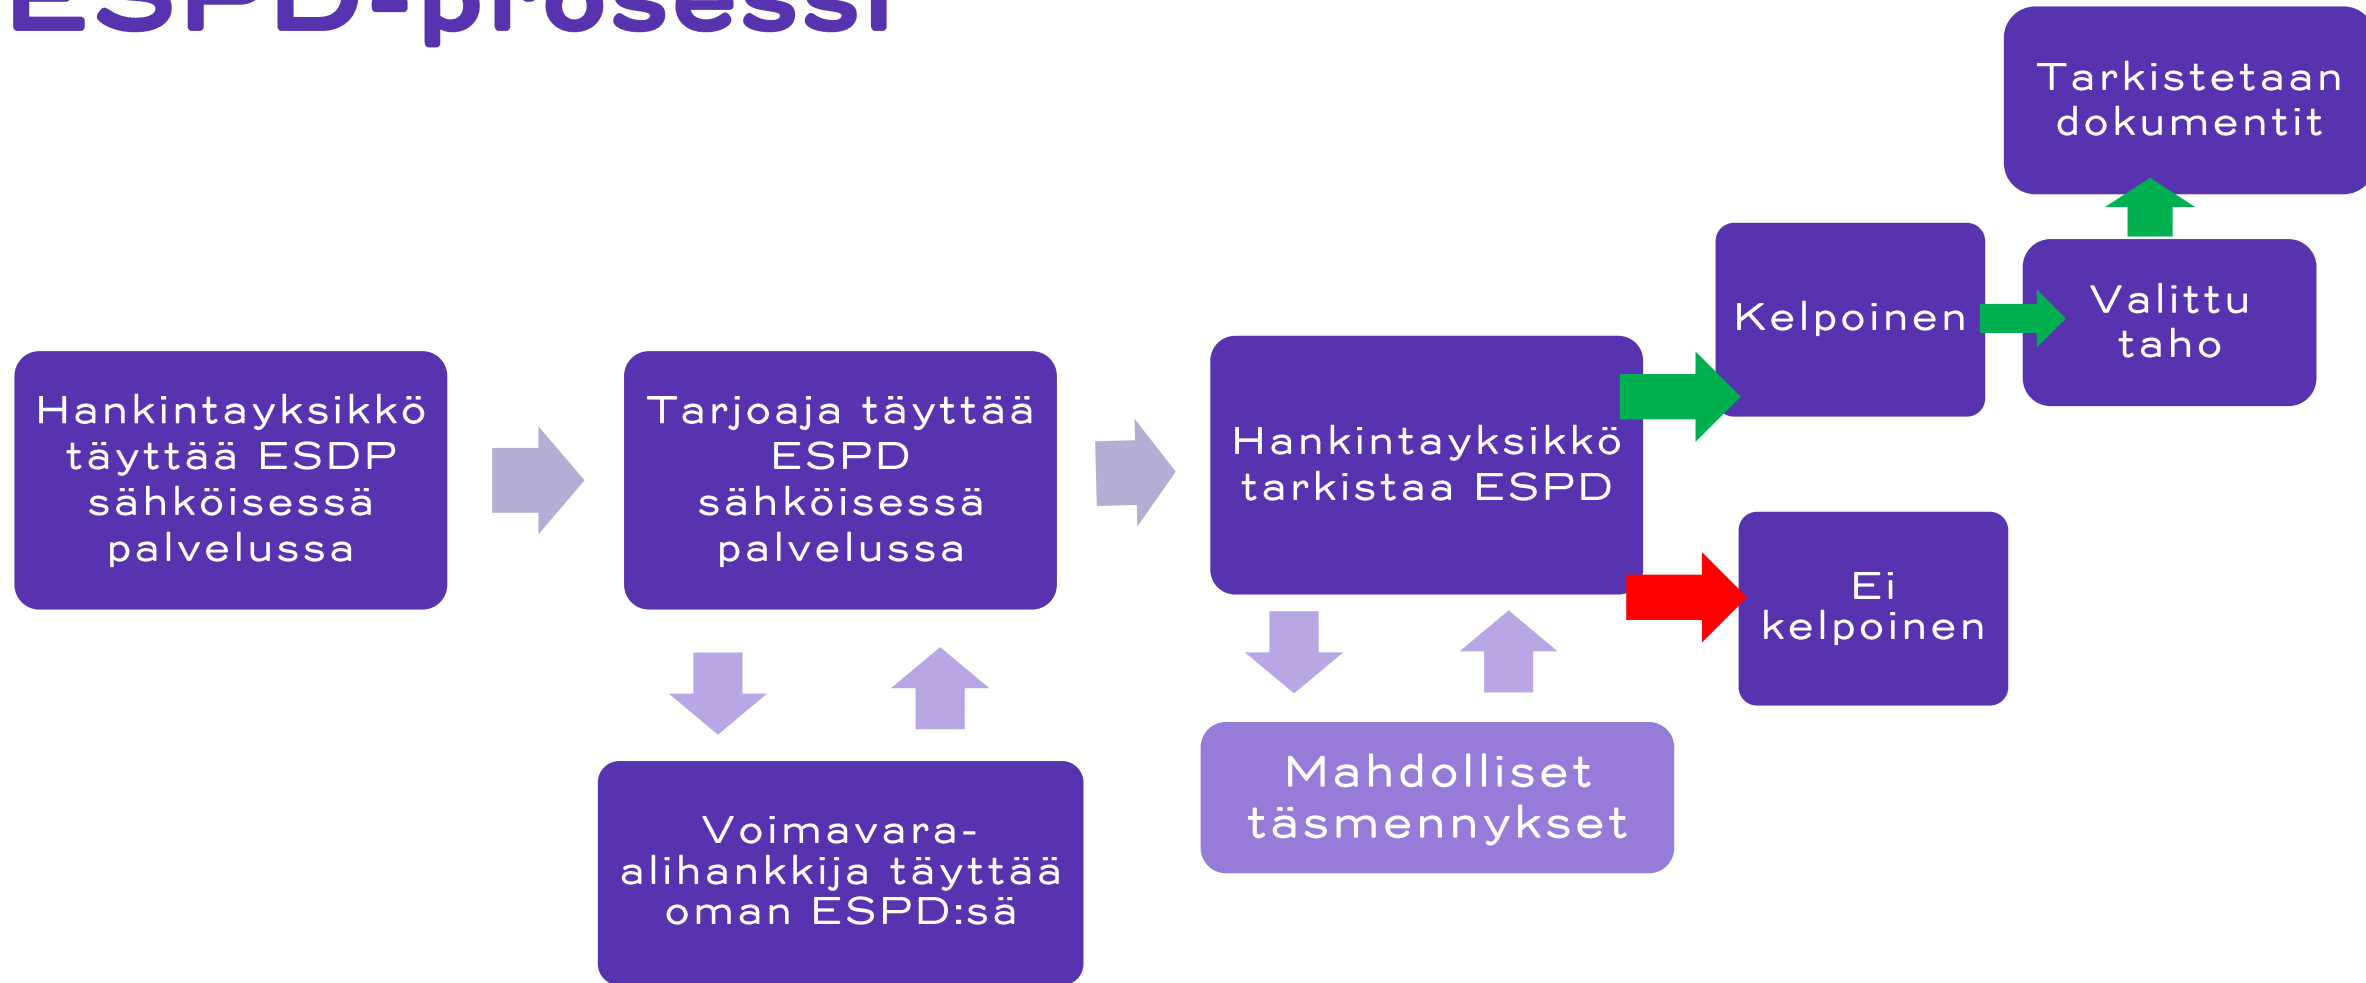 ESPD-prosessi
Tarkistetaan
dokumentit
Kelpoinen
Valittu
taho
Hankintayksikkö
täyttää ESDP
sähköisessä
palvelussa
Tarjoaja täyttää
ESPD
sähköisessä
palvelussa
Hankintayksikkö
tarkistaa ESPD
Ei
kelpoinen
Voimavara-
alihankkija täyttää
oman ESPD:sä
Mahdolliset
täsmennykset